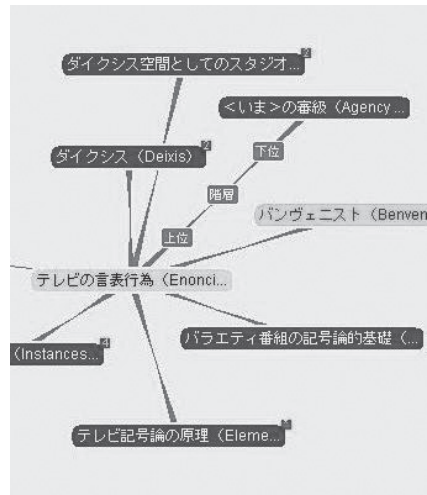 ダイクシス空間としてのスタジオ...
2
＜いま＞の審級（Agency ...
ダイクシス（Deixis）
2
下位
階層
バンヴェニスト（Benven
上位
テレビの言表行為（Enonci...
バラエティ番組の記号論的基礎（...
（Instances...
4
テレビ記号論の原理（Eleme...